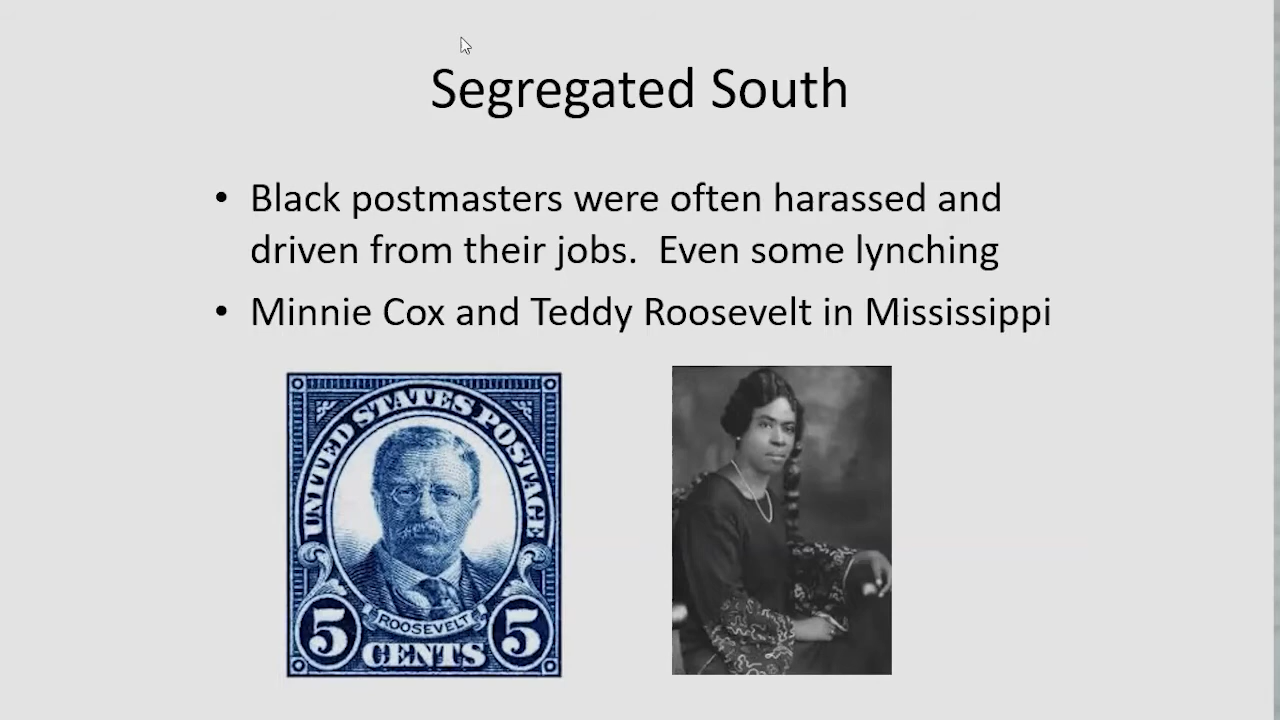 Segregated South
• Black postmasters were often harassed and
driven from their jobs.  Even some lynching
• Minnie Cox and Teddy Roosevelt in Mississippi
UNITED STATES POSTAGE
ROOSEVELT
5 CENTS 5